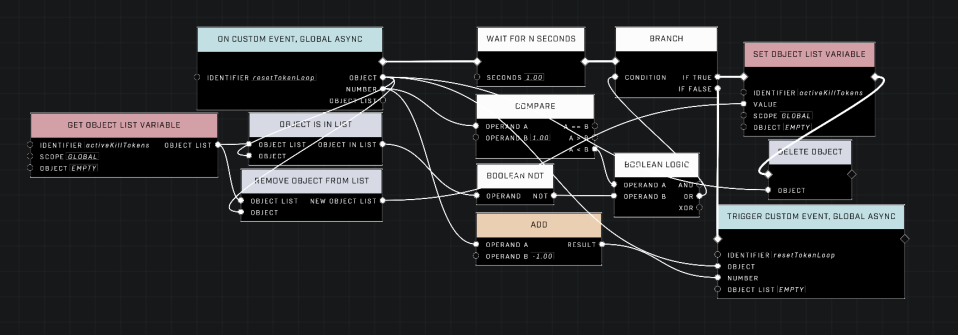 ON CUSTOM EVENT, GLOBAL ASYNC
IDENTIFIER resetTokenLoop
OBJECT
NUMBER
OBJECT LIST
WAIT FOR N SECONDS
SECONDS 1.00
BRANCH
CONDITION
IF TRUE
IF FALSE
SET OBJECT LIST VARIABLE
IDENTIFIER activeKillTokens
VALUE
SCOPE GLOBAL
OBJECT EMPTY
GET OBJECT LIST VARIABLE
IDENTIFIER activeKillTokens
OBJECT LIST
SCOPE GLOBAL
OBJECT EMPTY
OBJECT IS IN LIST
OBJECT LIST
OBJECT IN LIST
OBJECT
REMOVE OBJECT FROM LIST
OBJECT LIST
NEW OBJECT LIST
OBJECT
COMPARE
OPERAND A
A == B
OPERAND B 1.00
A > B
A < B
BOOLEAN NOT
OPERAND
NOT
BOOLEAN LOGIC
OPERAND A
AND
OPERAND B
OR
XOR
ADD
OPERAND A
RESULT
OPERAND B -1.00
DELETE OBJECT
OBJECT
TRIGGER CUSTOM EVENT, GLOBAL ASYNC
IDENTIFIER resetTokenLoop
OBJECT
NUMBER
OBJECT LIST EMPTY